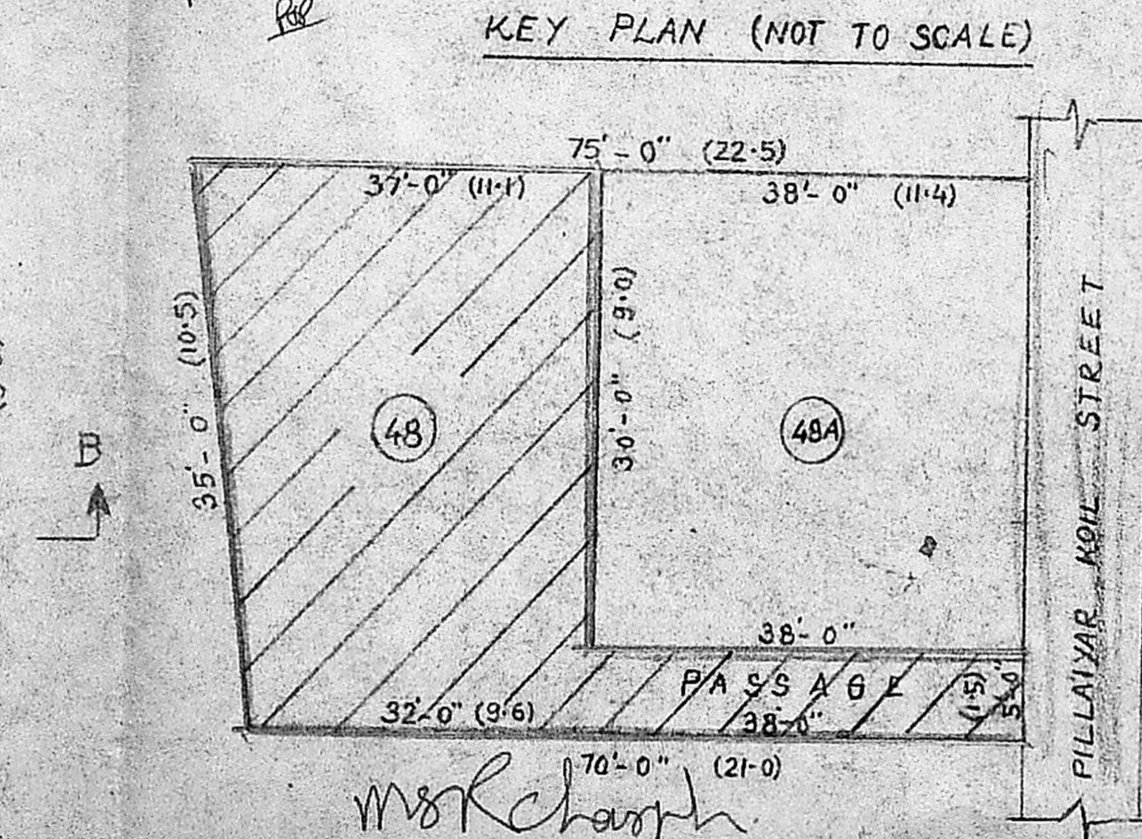 KEY PLAN (NOT TO SCALE)
75'-0" (22.5)
37'-0" (11.1)
38'-0" (11.4)
35'-0" (10.5)
30'-0" (9.0)
48
48A
B
38'-0"
PASSAGE
(1.5)
5'-0"
32'-0" (9.6)
38'-0"
70'-0" (21.0)
PILLAIYAR KOIL STREET